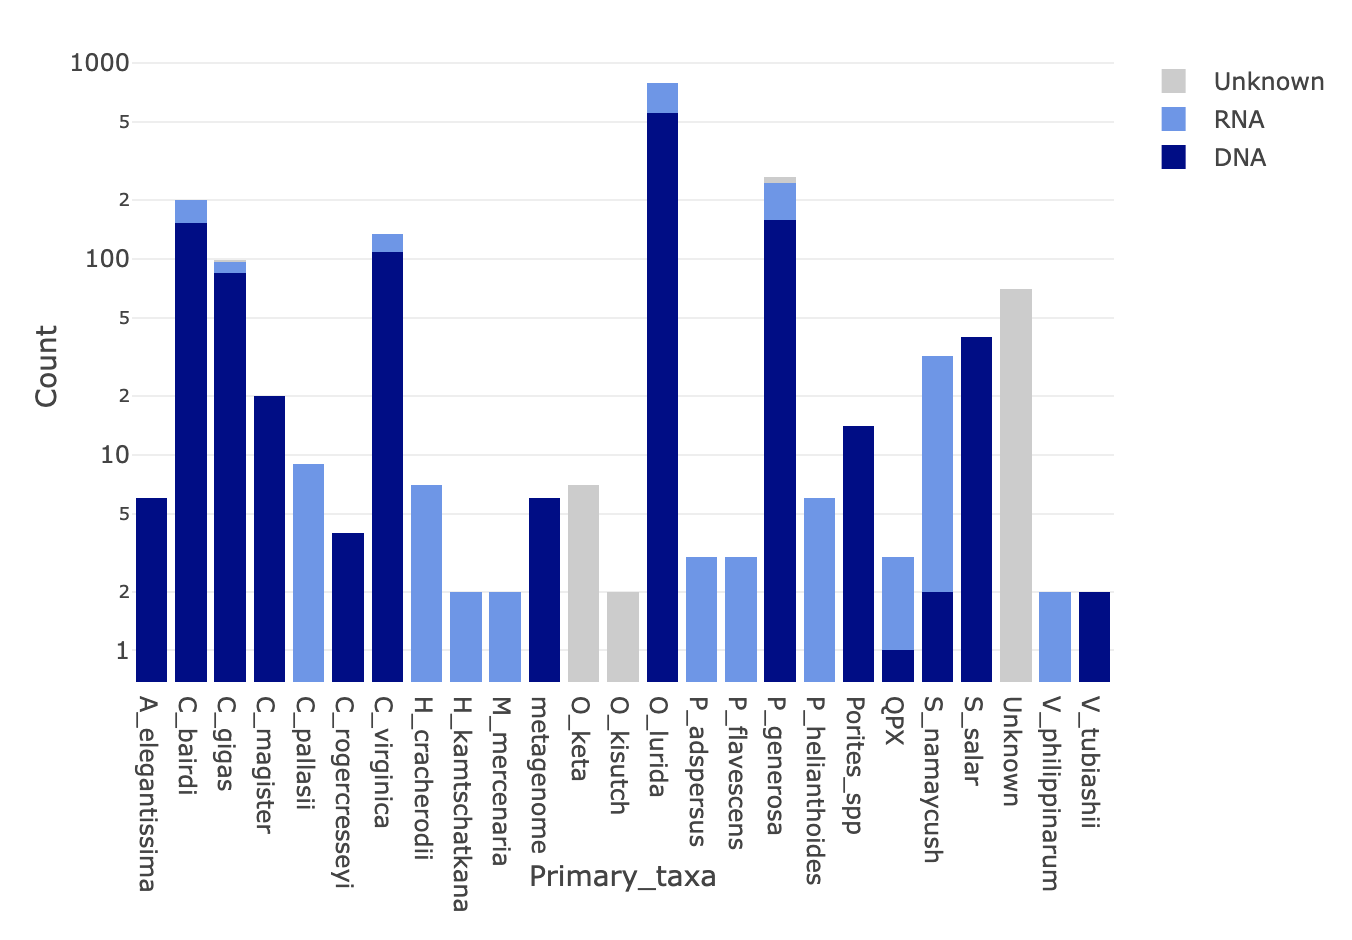 1000
5
2
100
5
2
10
5
2
1
Count
A_elegantissima
C_bairdi
C_gigas
C_magister
C_pallasii
C_rogercresseyi
C_virginica
H_cracherodii
H_kamtschatkana
M_mercenaria
metagenome
O_keta
O_kisutch
O_lurida
P_adspersus
P_flavescens
P_generosa
P_helianthoides
Porites_spp
QPX
S_namaycush
S_salar
Unknown
V_philippinarum
V_tubiashii
Primary_taxa
Unknown
RNA
DNA